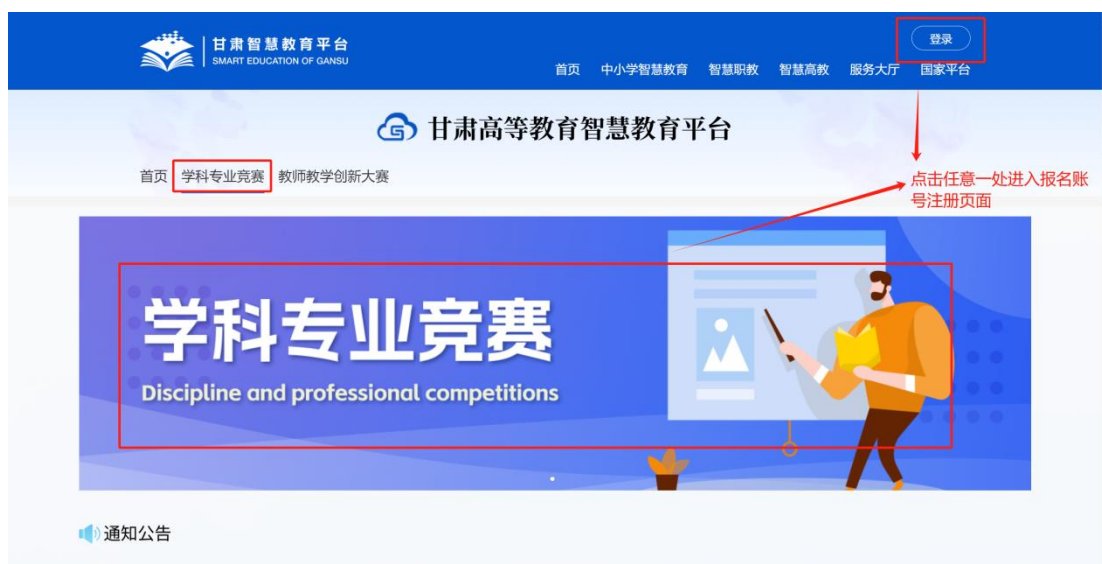 甘肃智慧教育平台
SMART EDUCATION OF GANSU
登录
首页 中小学智慧教育 智慧职教 智慧高教 服务大厅 国家平台
甘肃高等教育智慧教育平台
首页 学科专业竞赛 教师教学创新大赛
点击任意一处进入报名账
号注册页面
学科专业竞赛
Discipline and professional competitions
通知公告